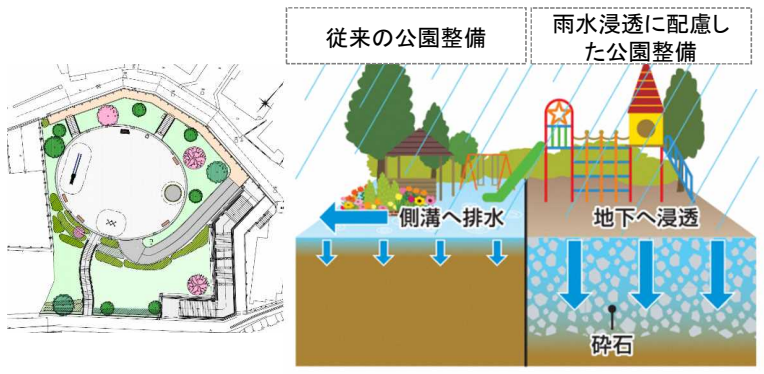 従来の公園整備
雨水浸透に配慮し
た公園整備
側溝へ排水
地下へ浸透
砕石